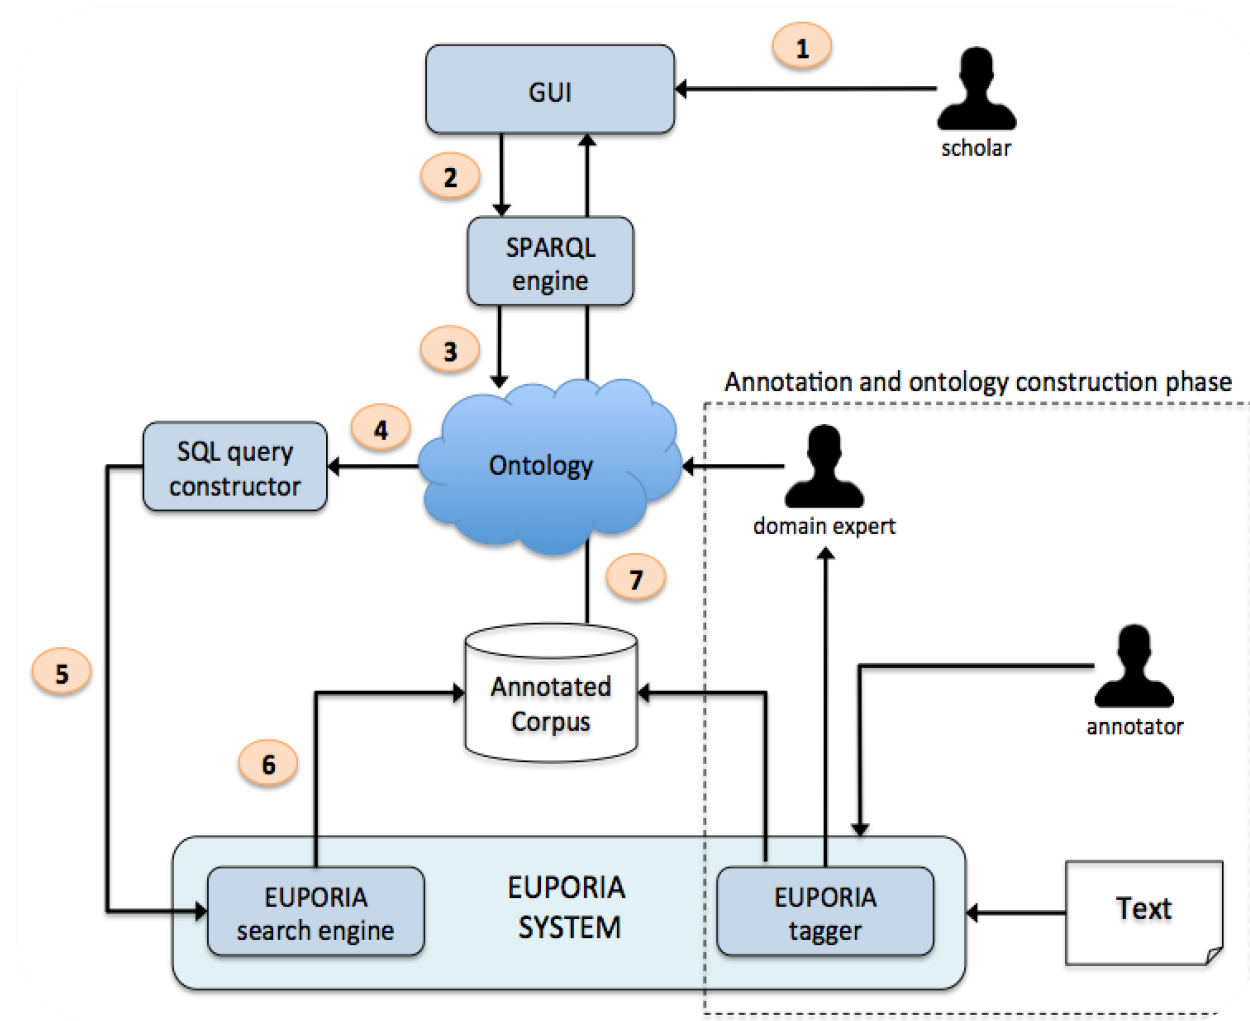 1
GUI
scholar
2
SPARQL
engine
3
Annotation and ontology construction phase
4
SQL query
constructor
Ontology
domain expert
7
5
Annotated
Corpus
annotator
6
EUPORIA
search engine
EUPORIA
SYSTEM
EUPORIA
tagger
Text